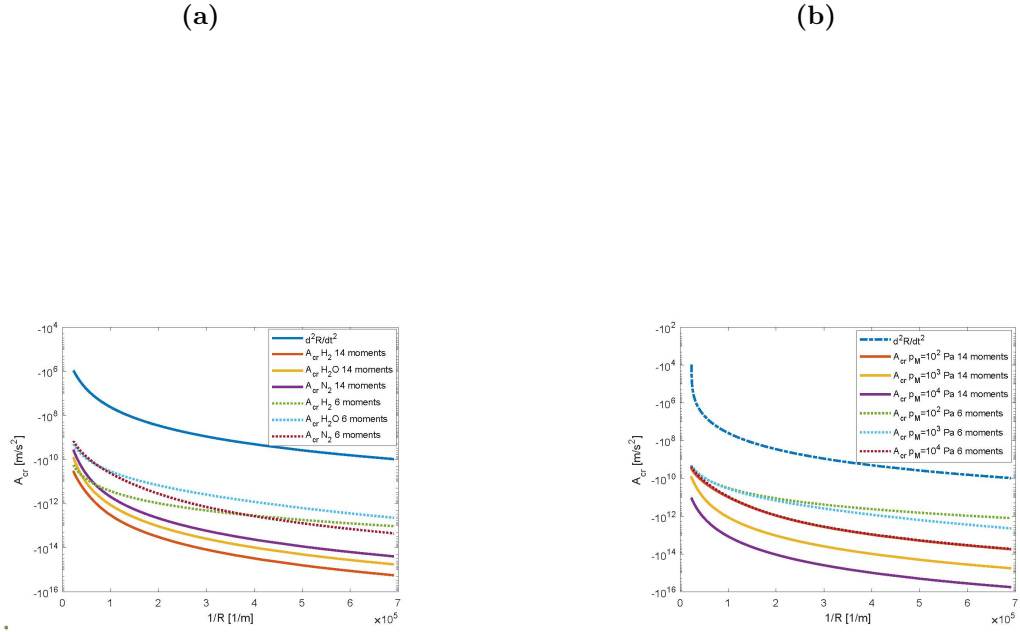 (a)
(b)
-10^4
-10^6
-10^8
-10^10
-10^12
-10^14
-10^16
A_cr [m/s^2]
0 1 2 3 4 5 6 7
1/R [1/m]
×10^5
d^2R/dt^2
A_cr H_2 14 moments
A_cr H_2O 14 moments
A_cr N_2 14 moments
A_cr H_2 6 moments
A_cr H_2O 6 moments
A_cr N_2 6 moments
-10^2
-10^4
-10^6
-10^8
-10^10
-10^12
-10^14
-10^16
A_cr [m/s^2]
0 1 2 3 4 5 6 7
1/R [1/m]
×10^5
d^2R/dt^2
A_cr p_M=10^2 Pa 14 moments
A_cr p_M=10^3 Pa 14 moments
A_cr p_M=10^4 Pa 14 moments
A_cr p_M=10^2 Pa 6 moments
A_cr p_M=10^3 Pa 6 moments
A_cr p_M=10^4 Pa 6 moments